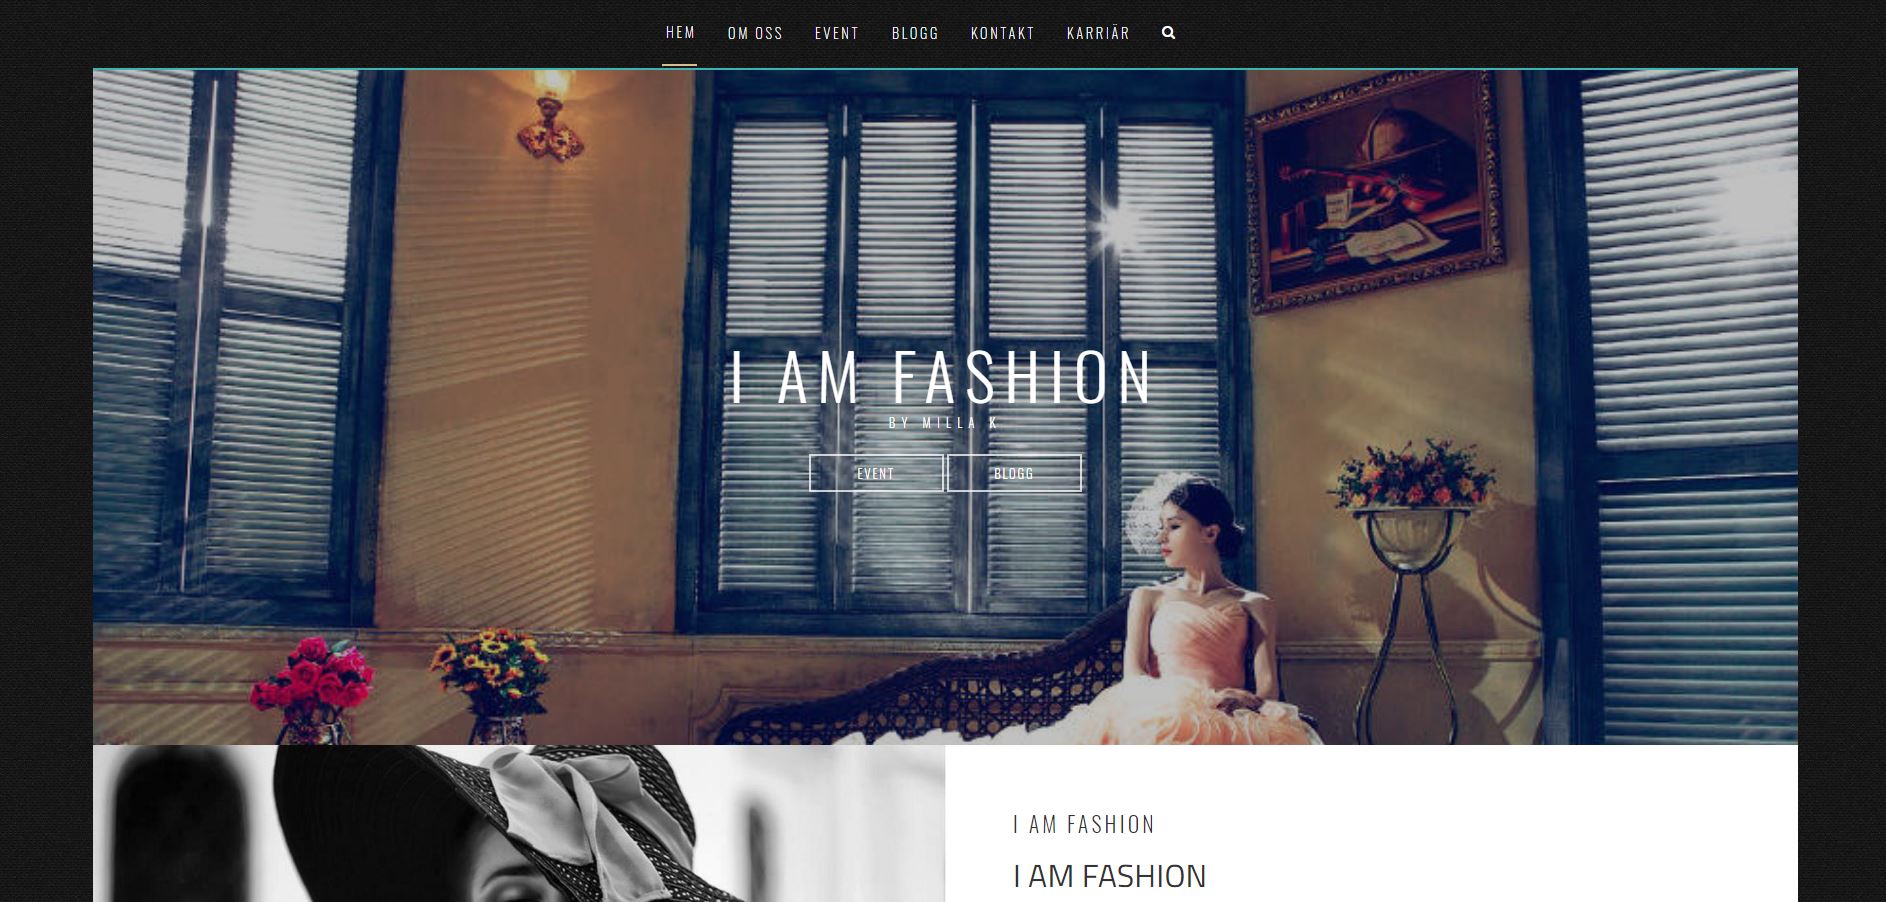 HEM OM OSS EVENT BLOGG KONTAKT KARRIÄR
I AM FASHION
BY MILLA K
EVENT BLOGG
I AM FASHION
I AM FASHION